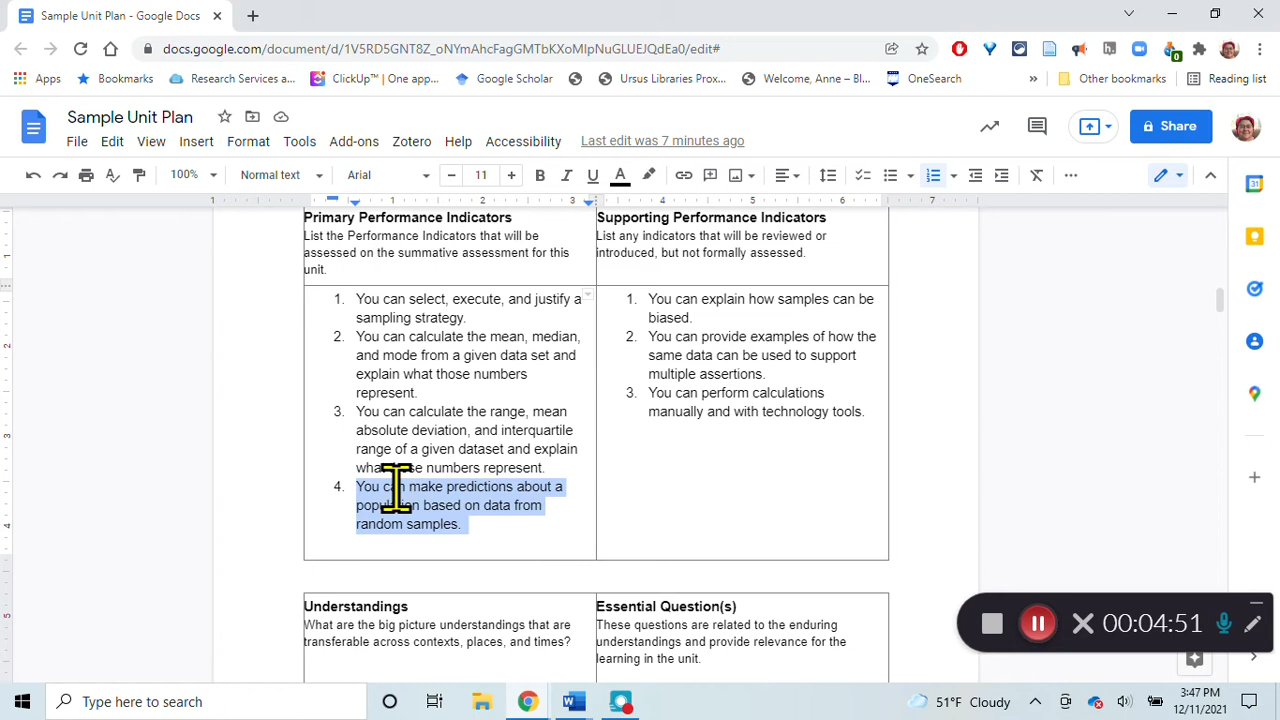 Sample Unit Plan - Google Docs
docs.google.com/document/d/1V5RD5GNT8Z_oNYmAhcFagGMTbKXoMIpNuGLUEJQdEa0/edit#
Apps Bookmarks Research Services a... ClickUp™ | One app... Google Scholar Ursus Libraries Prox... Welcome, Anne – Bl... OneSearch » Other bookmarks Reading list
Sample Unit Plan
File Edit View Insert Format Tools Add-ons Zotero Help Accessibility Last edit was 7 minutes ago
Share
100% Normal text Arial 11 B I U A
1 1 2 3 4 5 6 7
Primary Performance Indicators
List the Performance Indicators that will be
assessed on the summative assessment for this
unit.
Supporting Performance Indicators
List any indicators that will be reviewed or
introduced, but not formally assessed.
1. You can select, execute, and justify a
sampling strategy.
2. You can calculate the mean, median,
and mode from a given data set and
explain what those numbers
represent.
3. You can calculate the range, mean
absolute deviation, and interquartile
range of a given dataset and explain
numbers represent.
4. You can make predictions about a
population based on data from
random samples.
1. You can explain how samples can be
biased.
2. You can provide examples of how the
same data can be used to support
multiple assertions.
3. You can perform calculations
manually and with technology tools.
Understandings
What are the big picture understandings that are
transferable across contexts, places, and times?
Essential Question(s)
These questions are related to the enduring
understandings and provide relevance for the
learning in the unit.
00:04:51
Type here to search
51°F Cloudy
3:47 PM
12/11/2021